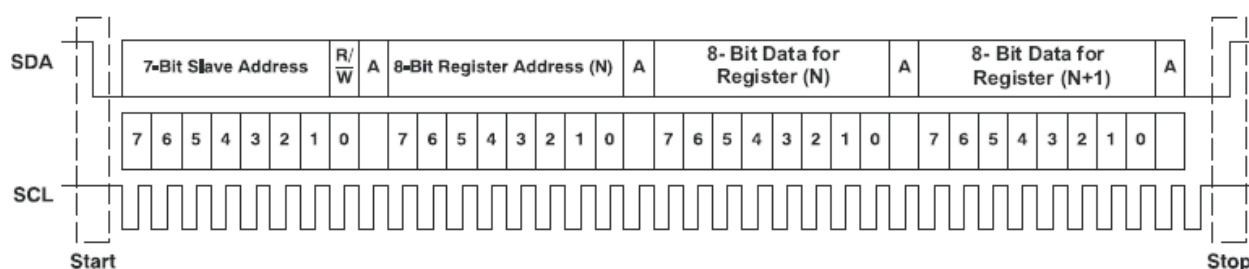 SDA
7-Bit Slave Address
R/
W
A
8-Bit Register Address (N)
A
8- Bit Data for
Register (N)
A
8- Bit Data for
Register (N+1)
A
7 6 5 4 3 2 1 0 7 6 5 4 3 2 1 0 7 6 5 4 3 2 1 0 7 6 5 4 3 2 1 0
SCL
Start
Stop